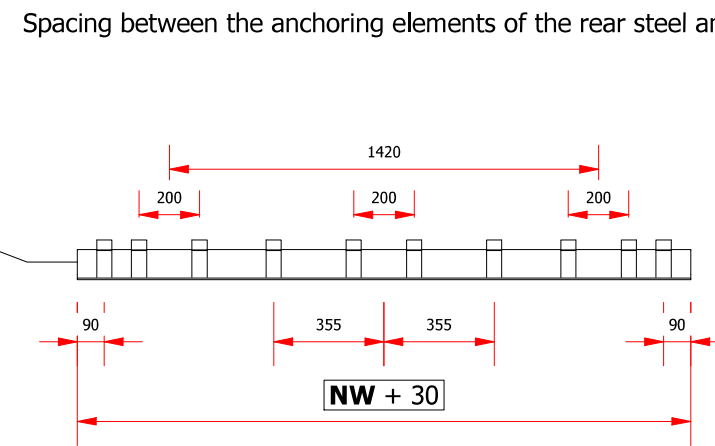 Spacing between the anchoring elements of the rear steel
1420
200 200 200
90 355 355 90
NW + 30